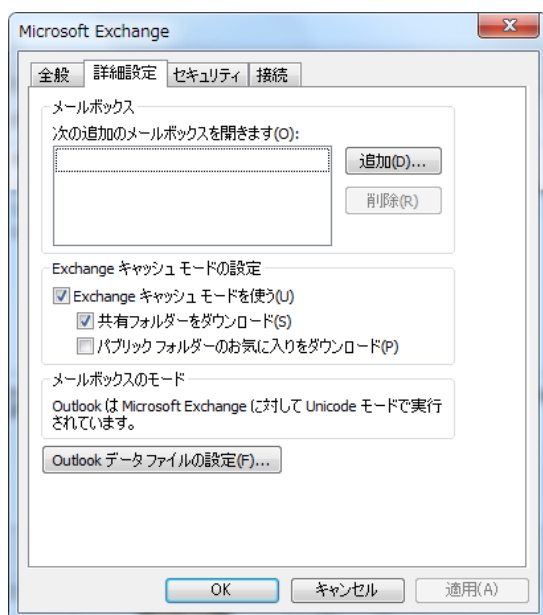 Microsoft Exchange
全般 詳細設定 セキュリティ 接続
メールボックス
次の追加のメールボックスを開きます(O):
追加(D)...
削除(R)
Exchange キャッシュ モードの設定
Exchange キャッシュ モードを使う(U)
共有フォルダーをダウンロード(S)
パブリック フォルダーのお気に入りをダウンロード(P)
メールボックスのモード
Outlook は Microsoft Exchange に対して Unicode モードで実行
されています。
Outlook データ ファイルの設定(F)...
OK キャンセル 適用(A)